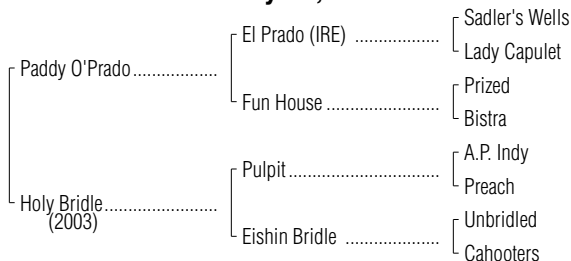 Sadler's Wells
El Prado (IRE) ..................
Lady Capulet
Paddy O'Prado ..................
Prized
Fun House ........................
Bistra
A.P. Indy
Pulpit ................................
Preach
Holy Bridle ........................
(2003)
Unbridled
Eishin Bridle ....................
Cahooters